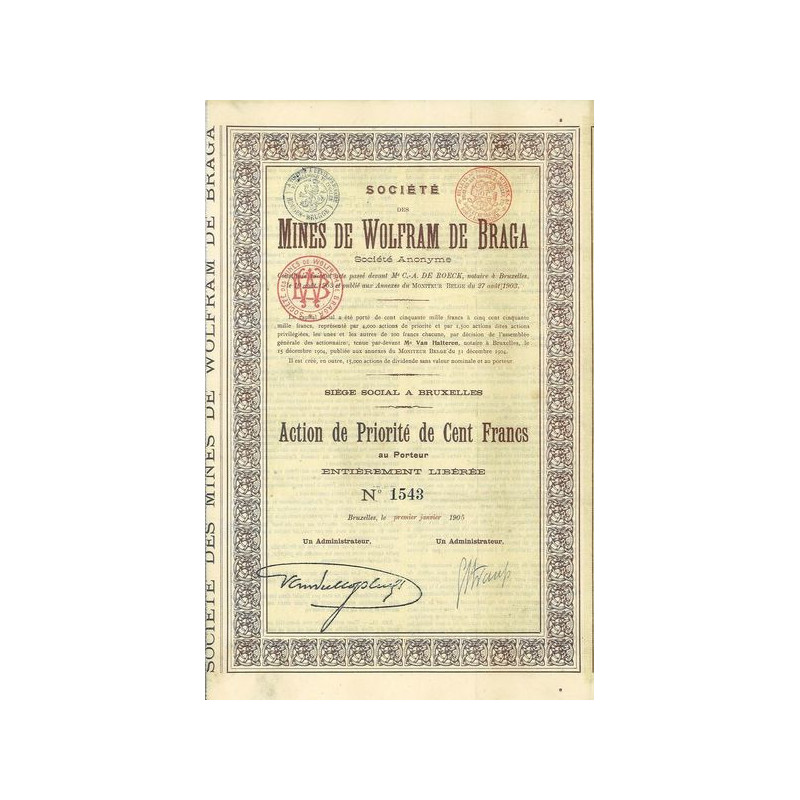 SOCIÉTÉ
DES
MINES DE WOLFRAM DE BRAGA
Société Anonyme
passé devant Me C.-A. DE ROECK, notaire à Bruxelles,
le 1903 et publié aux Annexes du MONITEUR BELGE du 27 août 1903.
Le social a été porté de cent cinquante mille francs à cinq cent cinquante
mille francs, représenté par 4,000 actions de priorité et par 1,500 actions dites actions
privilégiées, les unes et les autres de 100 francs chacune, par décision de l'assemblée
générale des actionnaires, tenue par-devant Me Van Halteren, notaire à Bruxelles, le
15 décembre 1904, publiée aux annexes du MONITEUR BELGE du 31 décembre 1904.
Il est créé, en outre, 15,000 actions de dividende sans valeur nominale et au porteur
SIÈGE SOCIAL A BRUXELLES
Action de Priorité de Cent Francs
au Porteur
ENTIÈREMENT LIBÉRÉE
N° 1543
Bruxelles, le premier janvier 1905
Un Administrateur, Un Administrateur,
SOCIÉTÉ DES MINES DE WOLFRAM DE BRAGA